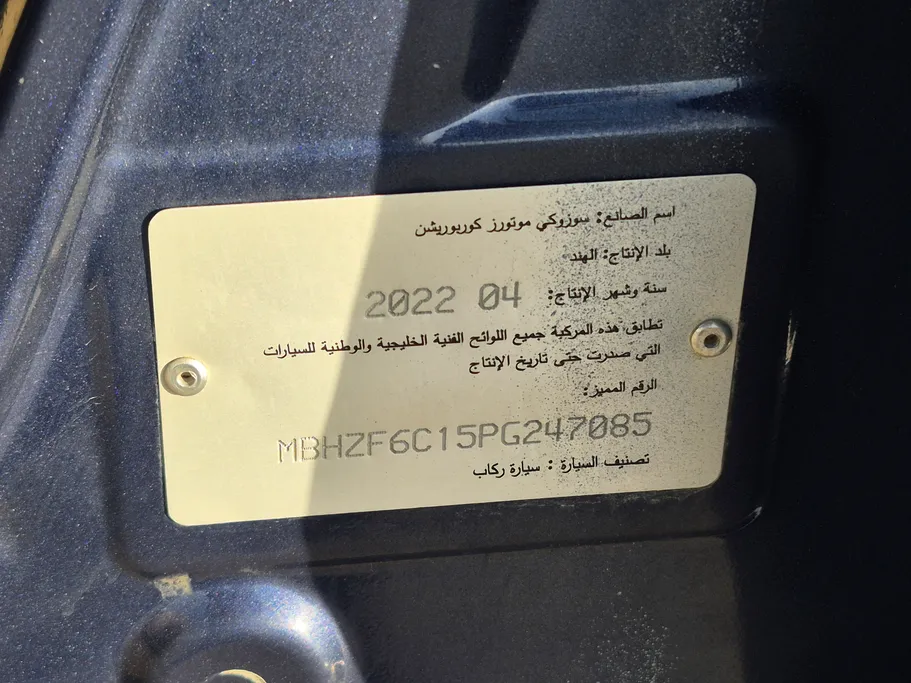 اسم الصانع: سوزوكي موتورز كوربوريشن
بلد الإنتاج: الهند
سنة وشهر الإنتاج: 2022 04
تطابق هذه المركبة جميع اللوائح الفنية الخليجية والوطنية للسيارات
التي صدرت حتى تاريخ الإنتاج
الرقم المميز:
MBHZF6C15PG247085
تصنيف السيارة : سيارة ركاب